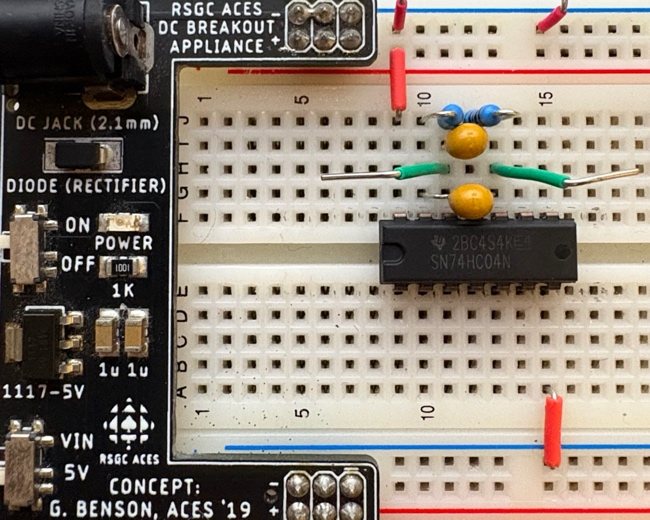 RSGC ACES
DC BREAKOUT
APPLIANCE
-
+
DC JACK (2.1mm)
DIODE (RECTIFIER)
ON
POWER
OFF
1001
1K
1u 1u
1117-5V
VIN
5V
RSGC ACES
CONCEPT:
G. BENSON, ACES '19
-
+
1 5 10 15
J
I
H
G
F
2BC4S4K
SN74HC04N
E
D
C
B
A
1 5 10